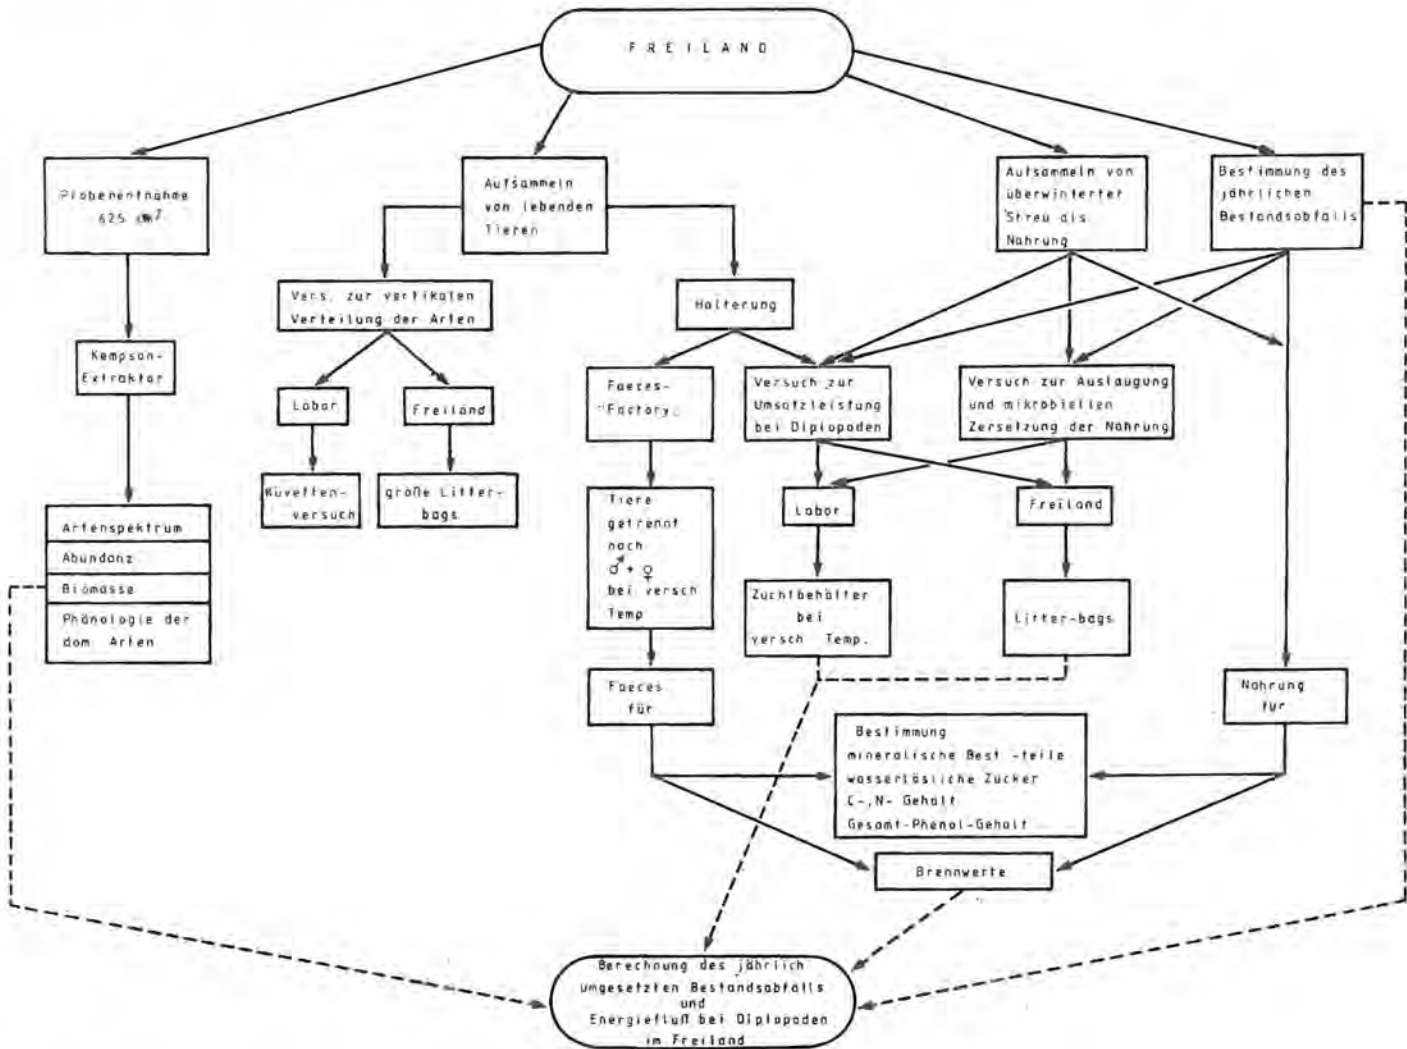 FREILAND
Probenentnahme
625 cm²
Aufsammeln
von lebenden
Tieren
Aufsammeln von
überwinterter
Streu als
Nahrung
Bestimmung des
jährlichen
Bestandsabfalls
Vers. zur vertikalen
Verteilung der Arten
Halterung
Kempson-
Extraktor
Labor
Freiland
Faeces-
Factory
Versuch zur
Umsatzleistung
bei Diplopoden
Versuch zur Auslaugung
und mikrobiellen
Zersetzung der Nahrung
Küvetten-
versuch
große Litter-
bags
Tiere
getrennt
nach
♂ + ♀
bei versch
Temp
Labor
Freiland
Artenspektrum
Abundanz
Biomasse
Phänologie der
dom Arten
Zuchtbehälter
bei
versch Temp.
Litter-bags
Faeces
für
Nahrung
für
Bestimmung
mineralische Best -teile
wasserlösliche Zucker
C-,N- Gehalt
Gesamt-Phenol-Gehalt
Brennwerte
Berechnung des jährlich
umgesetzten Bestandsabfalls
und
Energiefluß bei Diplopoden
im Freiland